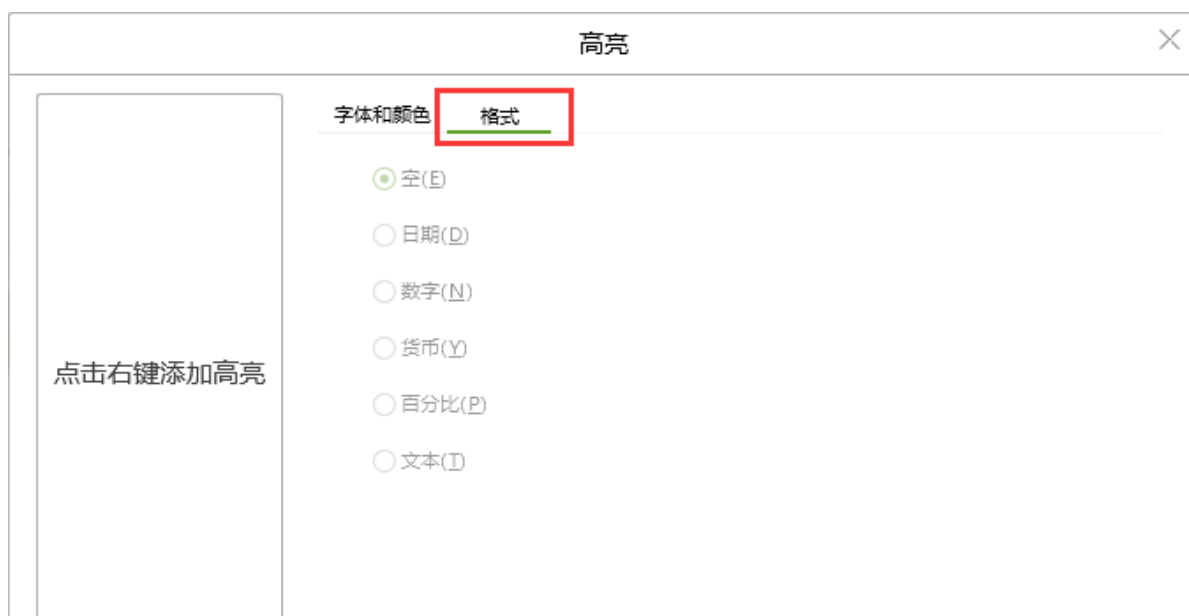 高亮
字体和颜色 格式
空(E)
日期(D)
数字(N)
货币(Y)
点击右键添加高亮
百分比(P)
文本(T)